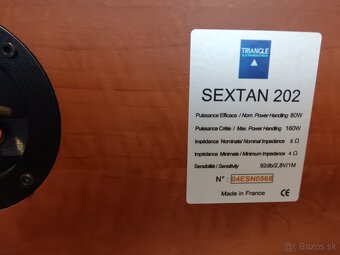 TRIANGLE
SEXTAN 202
Puissance Efficace / Nom. Power Handling 80W
Puissance Crête / Max. Power Handling 160W
Impédance Nominale/Nominal Impedance 8 Ω
Impédance Minimale/Minimum Impedance 4 Ω
Sensibilité / Sensitivity 92db/2,8V/1M
N° : 04ESN0568
Made in France CE
© Bazar.sk